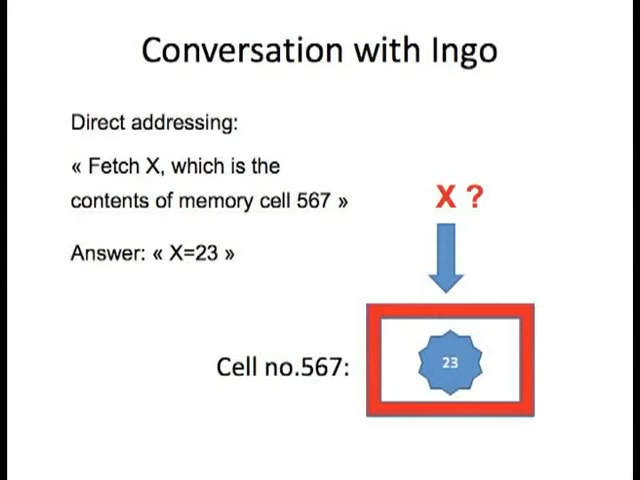 Conversation with Ingo
Direct addressing:
« Fetch X, which is the
contents of memory cell 567 »
X ?
Answer: « X=23 »
Cell no.567:
23